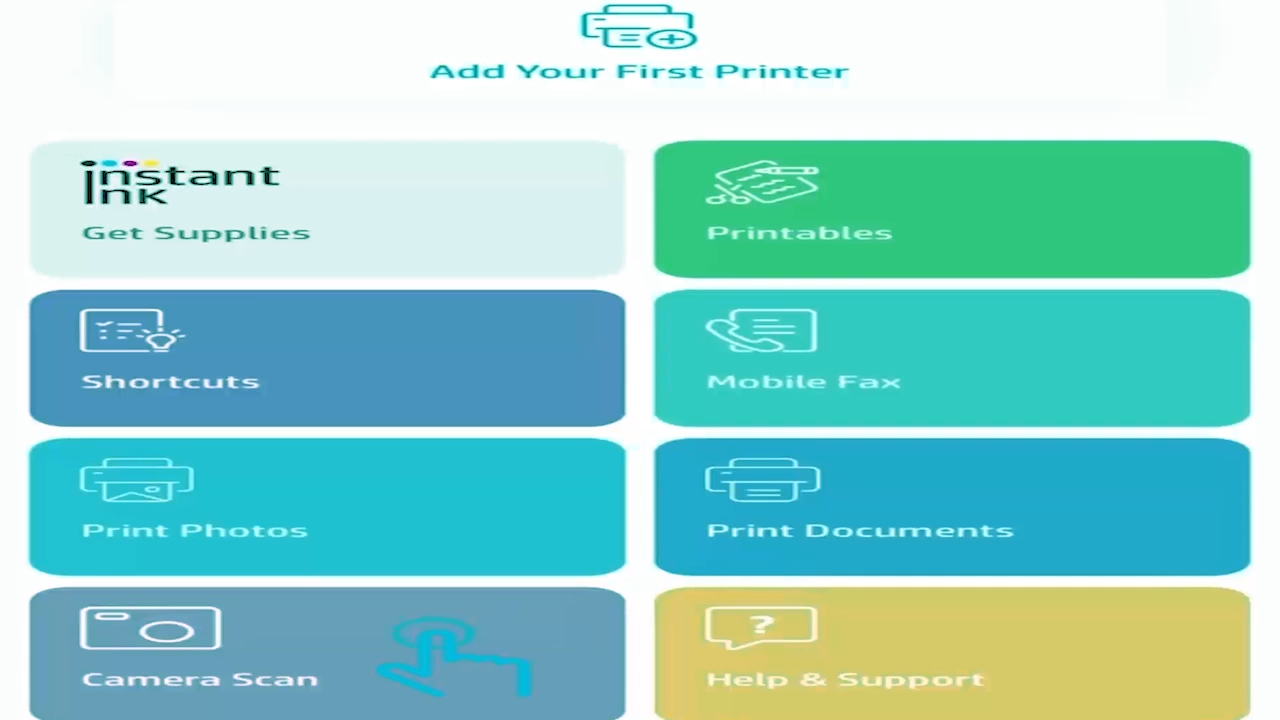 Add Your First Printer
instant
ink
Get Supplies
Printables
Shortcuts
Mobile Fax
Print Photos
Print Documents
Camera Scan
?
Help & Support